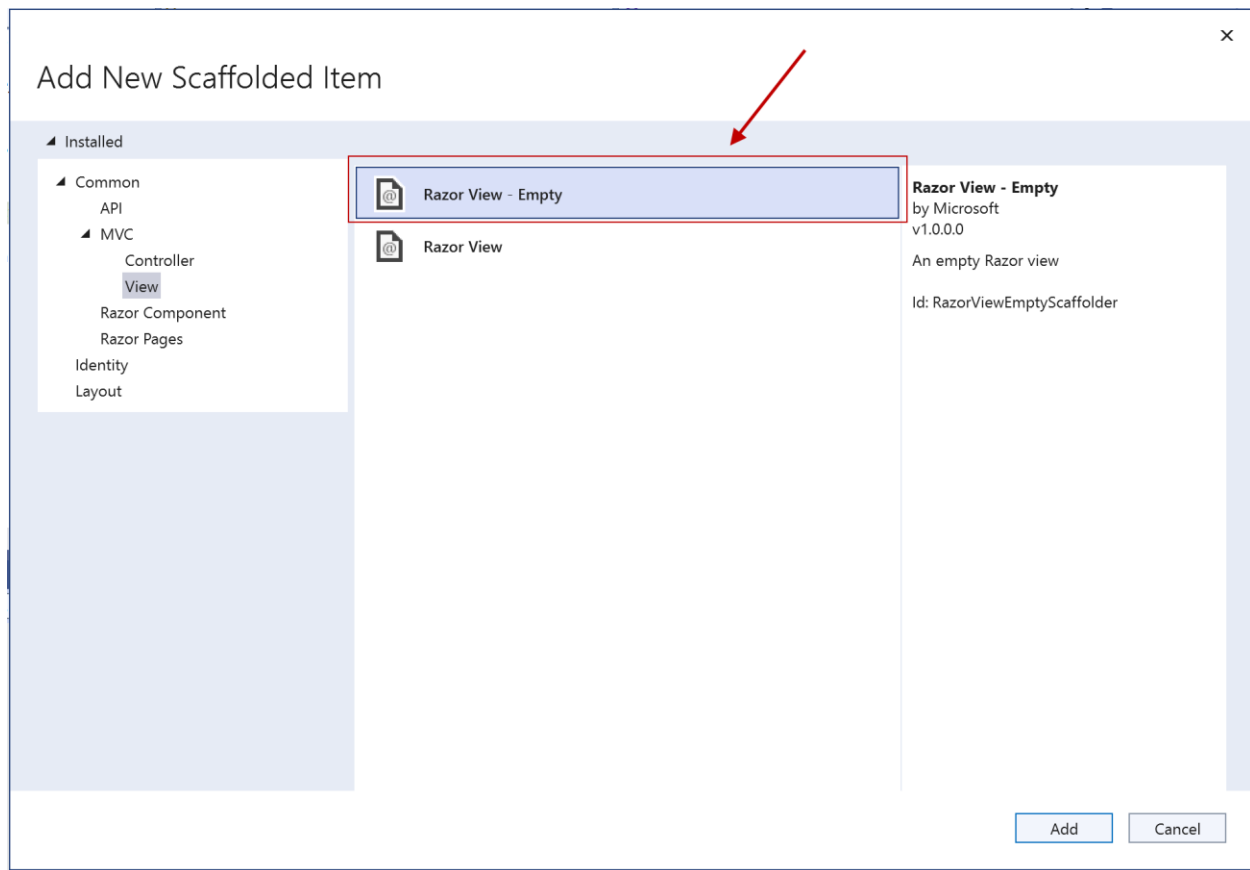 Add New Scaffolded Item
Installed
Common
API
MVC
Controller
View
Razor Component
Razor Pages
Identity
Layout
Razor View - Empty
Razor View
Razor View - Empty
by Microsoft
v1.0.0.0
An empty Razor view
Id: RazorViewEmptyScaffolder
Add
Cancel